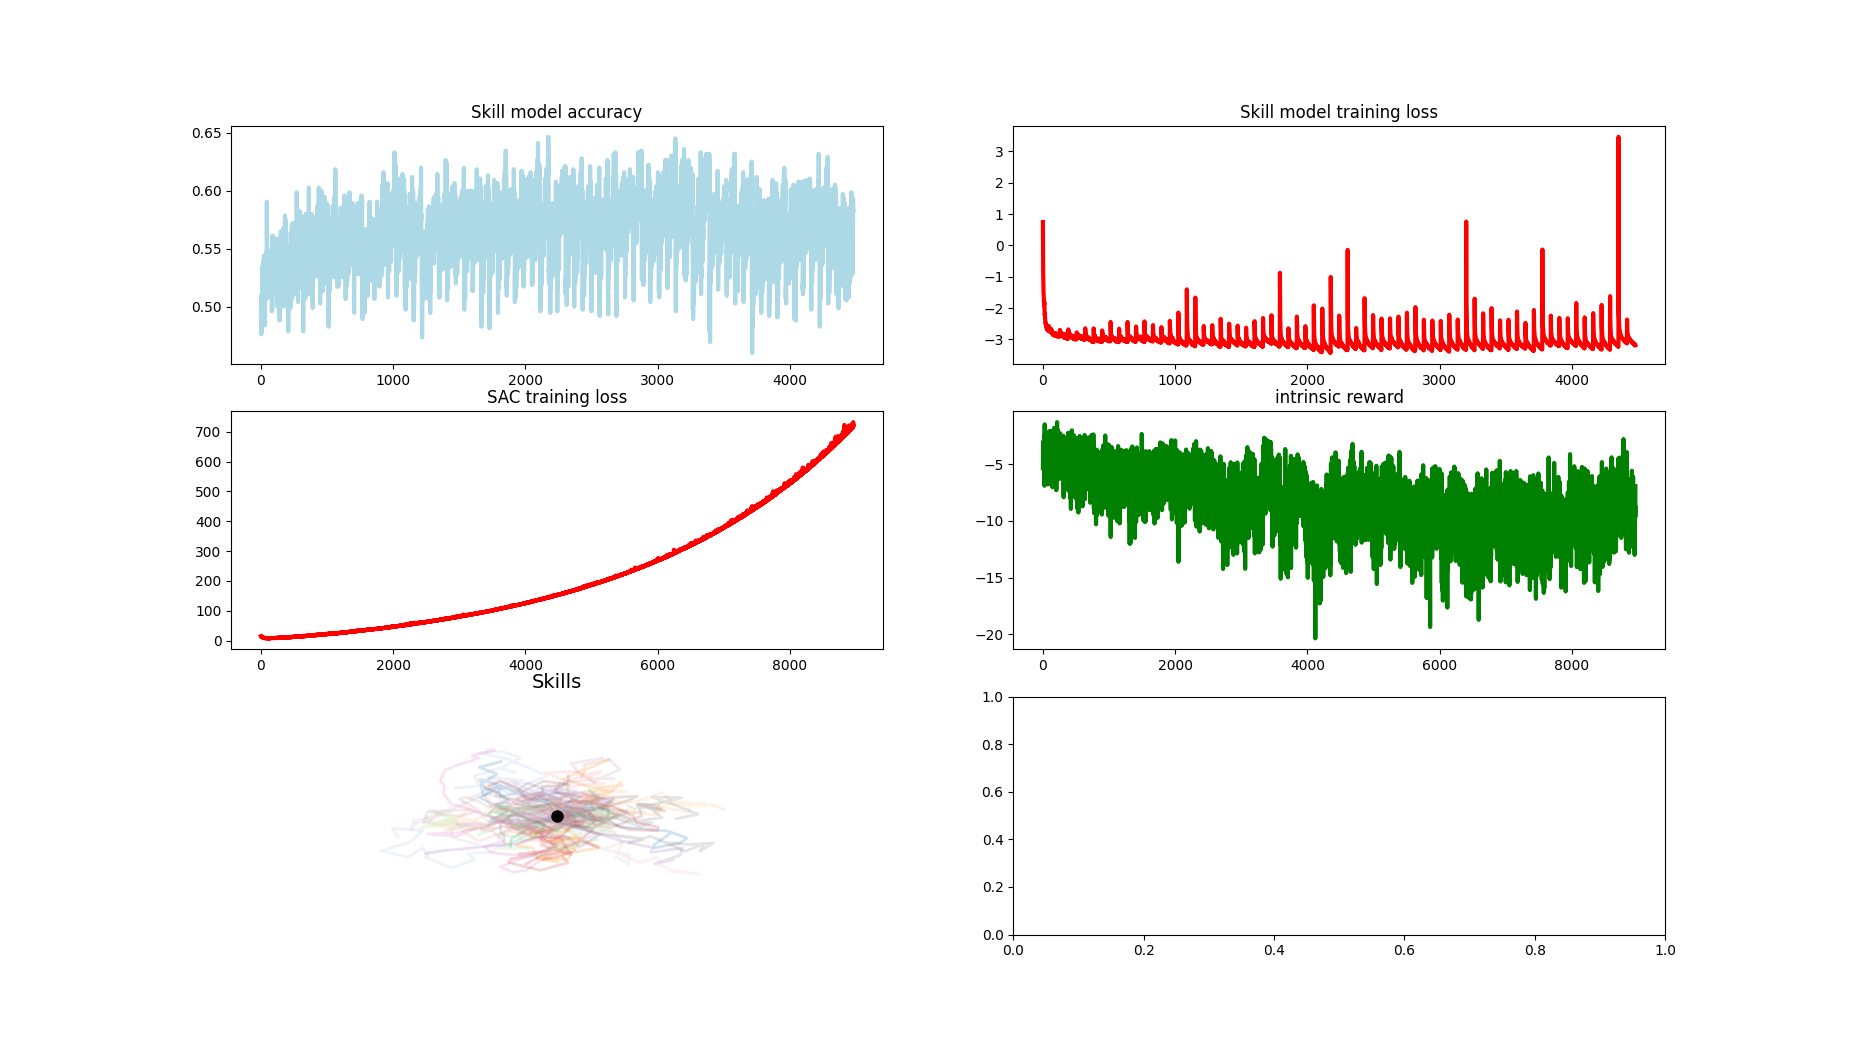 Skill model accuracy
0.65
0.60
0.55
0.50
0 1000 2000 3000 4000
Skill model training loss
3
2
1
0
−1
−2
−3
0 1000 2000 3000 4000
SAC training loss
700
600
500
400
300
200
100
0
0 2000 4000 6000 8000
intrinsic reward
−5
−10
−15
−20
0 2000 4000 6000 8000
Skills
1.0
0.8
0.6
0.4
0.2
0.0
0.0 0.2 0.4 0.6 0.8 1.0